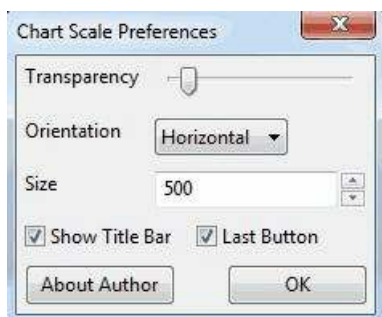 Chart Scale Preferences
Transparency
Orientation Horizontal
Size 500
Show Title Bar Last Button
About Author OK